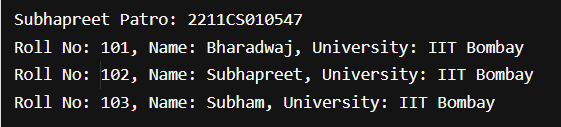 Subhapreet Patro: 2211CS010547
Roll No: 101, Name: Bharadwaj, University: IIT Bombay
Roll No: 102, Name: Subhapreet, University: IIT Bombay
Roll No: 103, Name: Subham, University: IIT Bombay